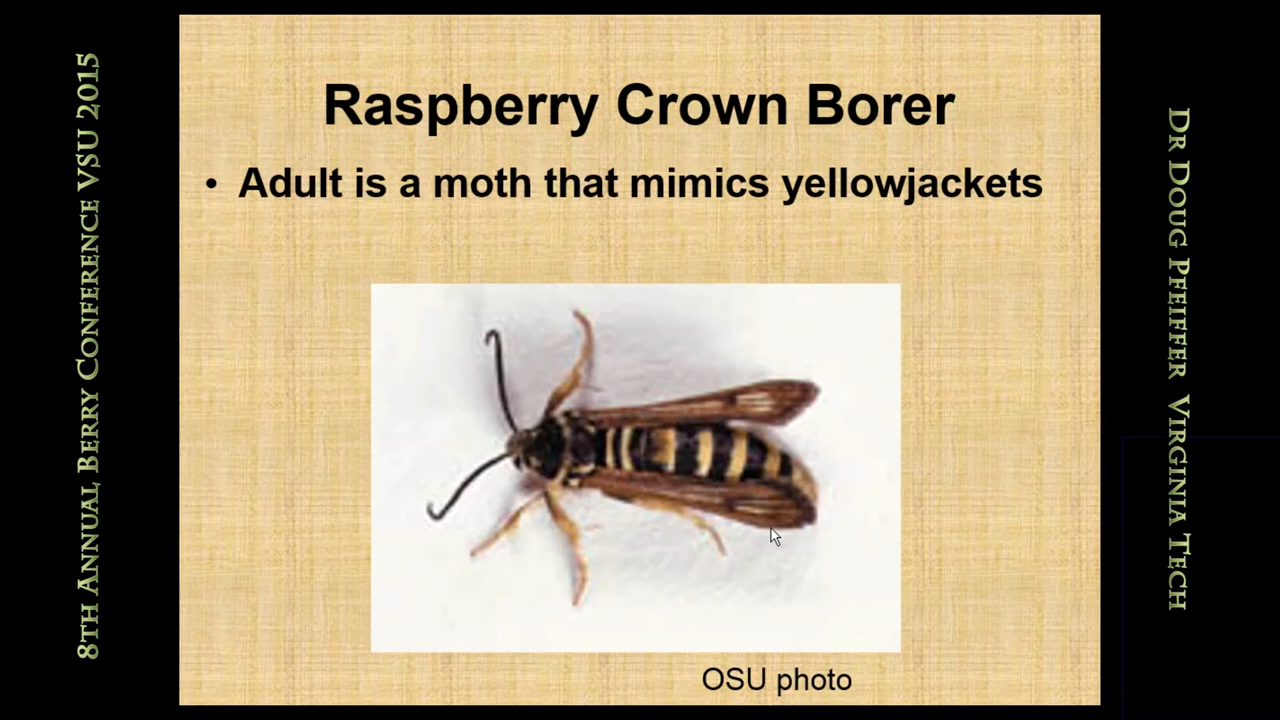 8TH ANNUAL BERRY CONFERENCE VSU 2015
Raspberry Crown Borer
• Adult is a moth that mimics yellowjackets
OSU photo
DR DOUG PFEIFFER VIRGINIA TECH